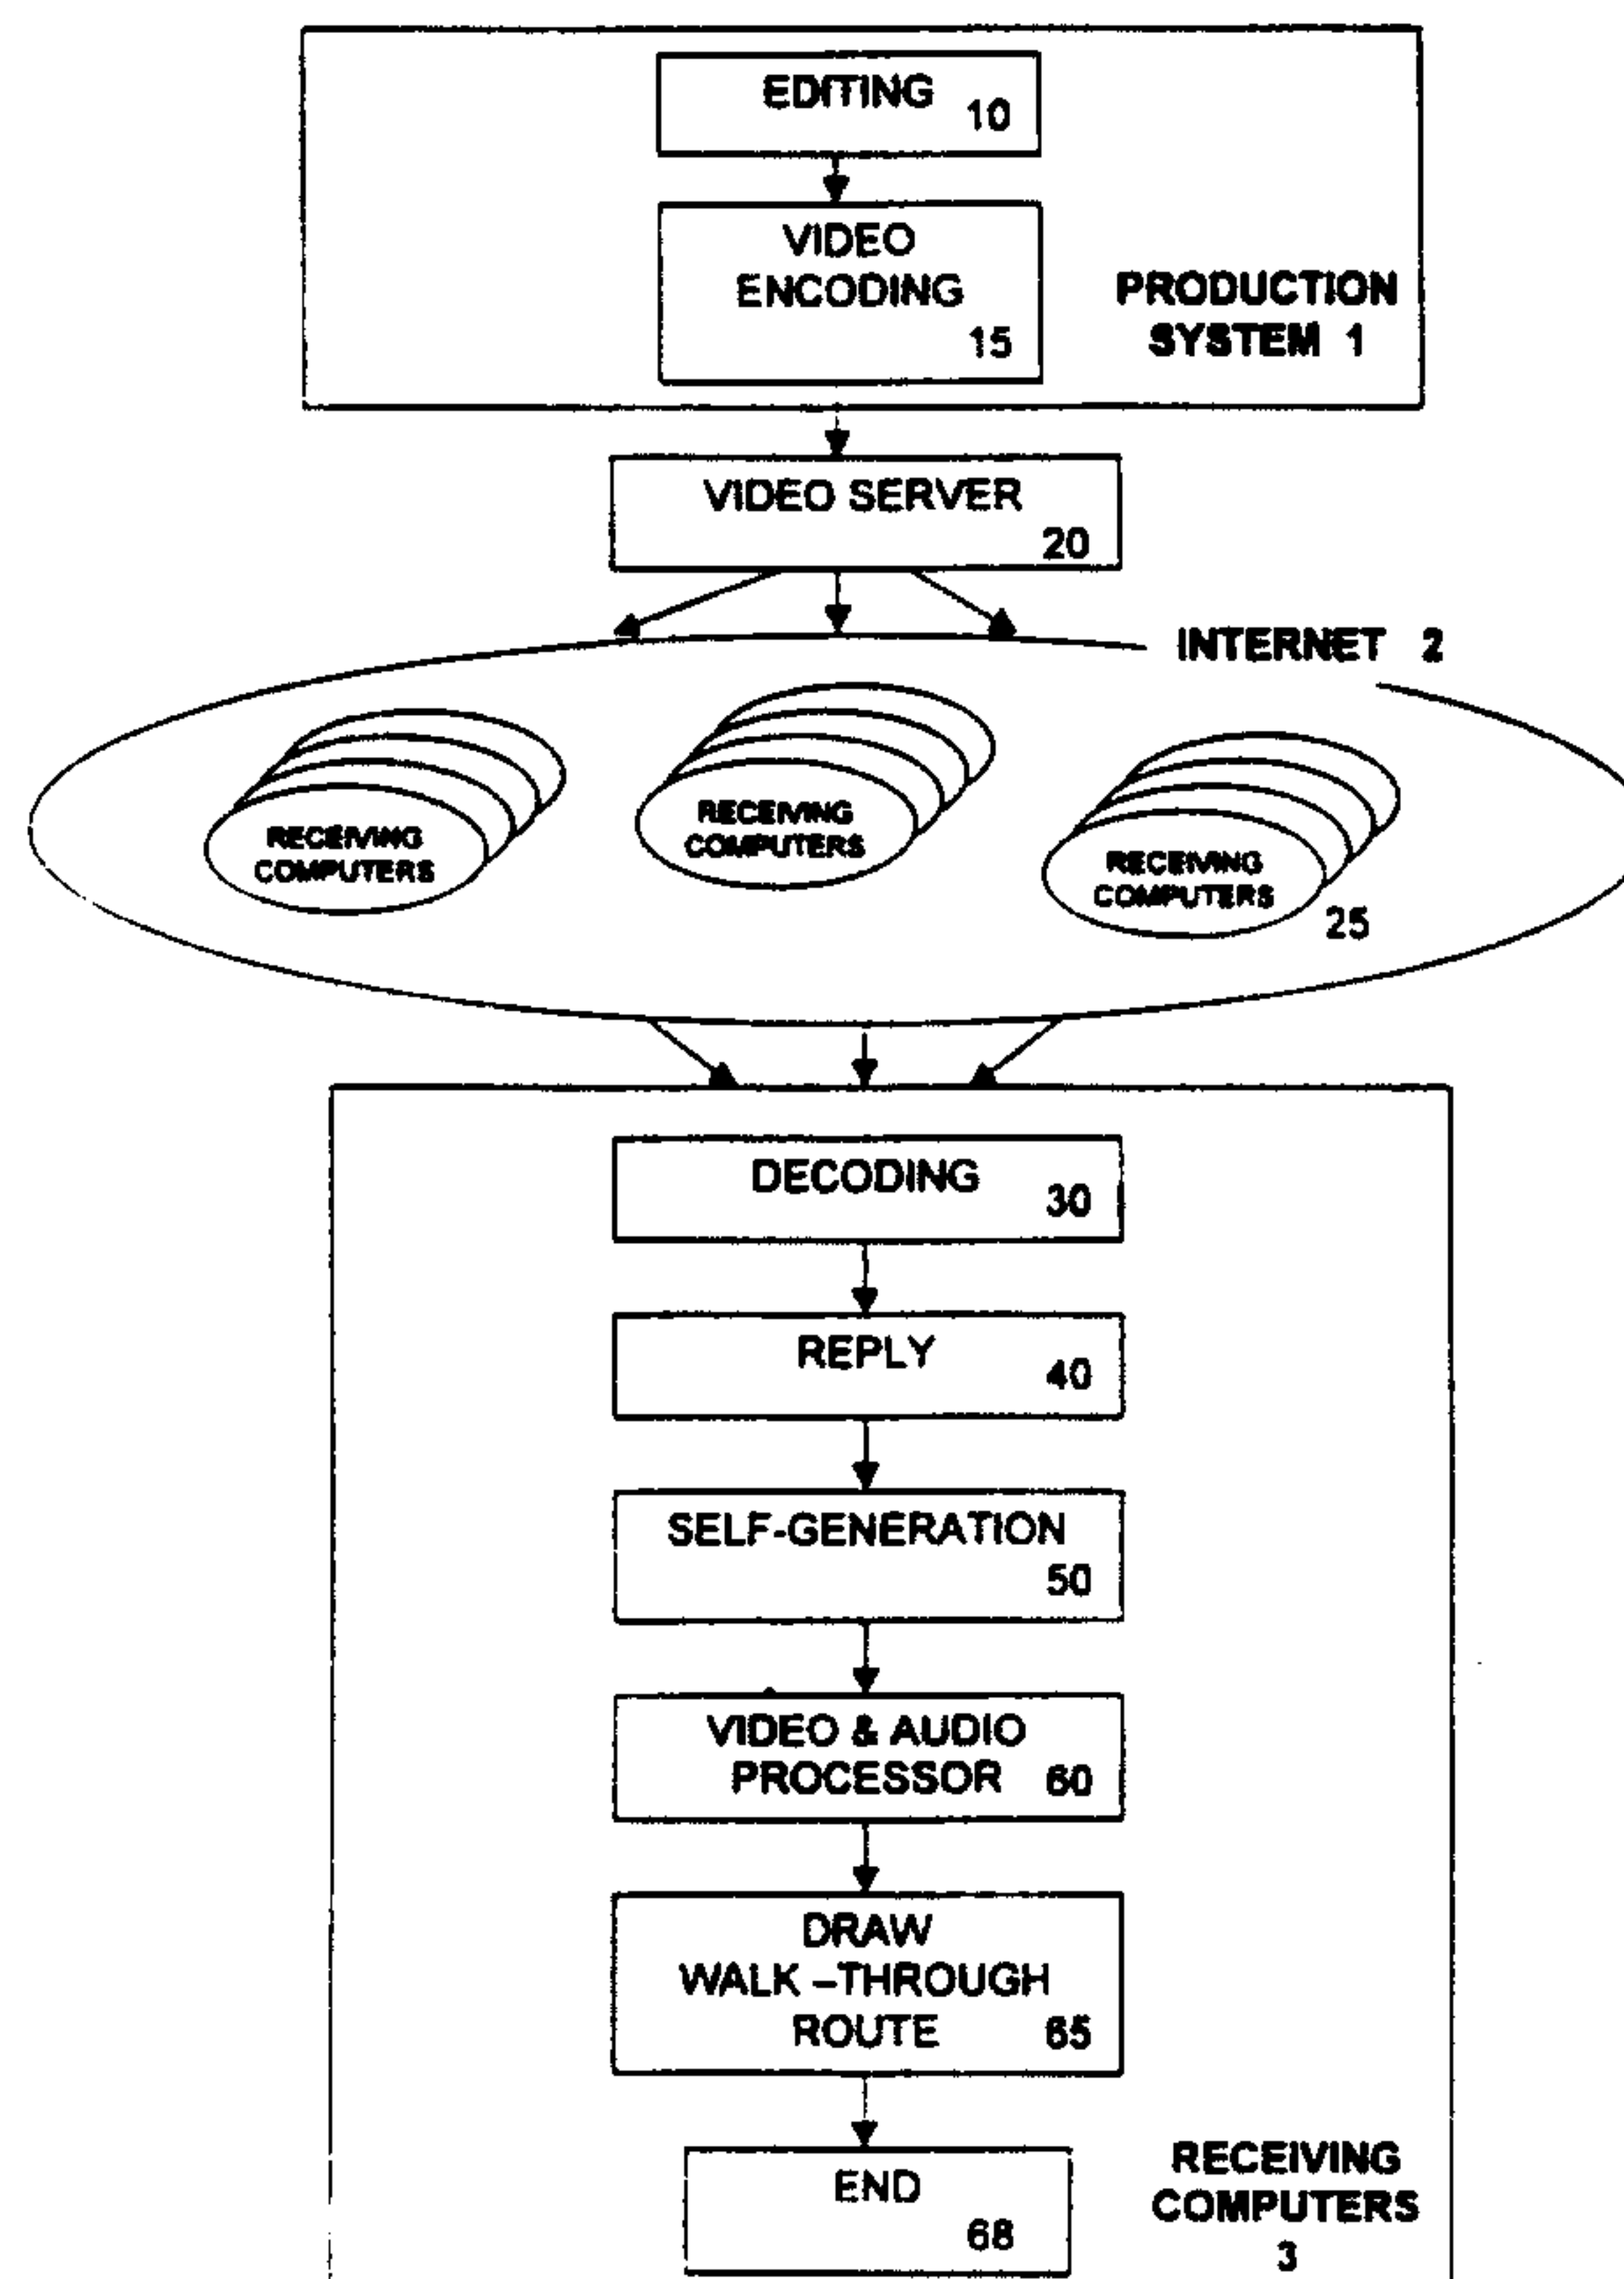 EDITING
10
VIDEO
ENCODING
15
PRODUCTION
SYSTEM 1
VIDEO SERVER
20
INTERNET 2
RECEIVING
COMPUTERS
RECEIVING
COMPUTERS
RECEIVING
COMPUTERS
25
DECODING
30
REPLY
40
SELF-GENERATION
50
VIDEO & AUDIO
PROCESSOR 60
DRAW
WALK –THROUGH
ROUTE 65
END
68
RECEIVING
COMPUTERS
3